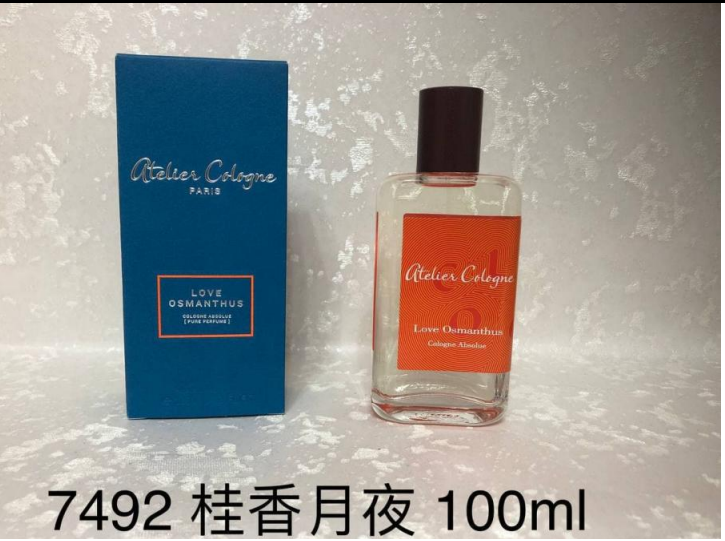 Atelier Cologne
PARIS
LOVE
OSMANTHUS
COLOGNE ABSOLUE
[PURE PERFUME]
Atelier Cologne
Love Osmanthus
Cologne Absolue
7492 桂香月夜 100ml